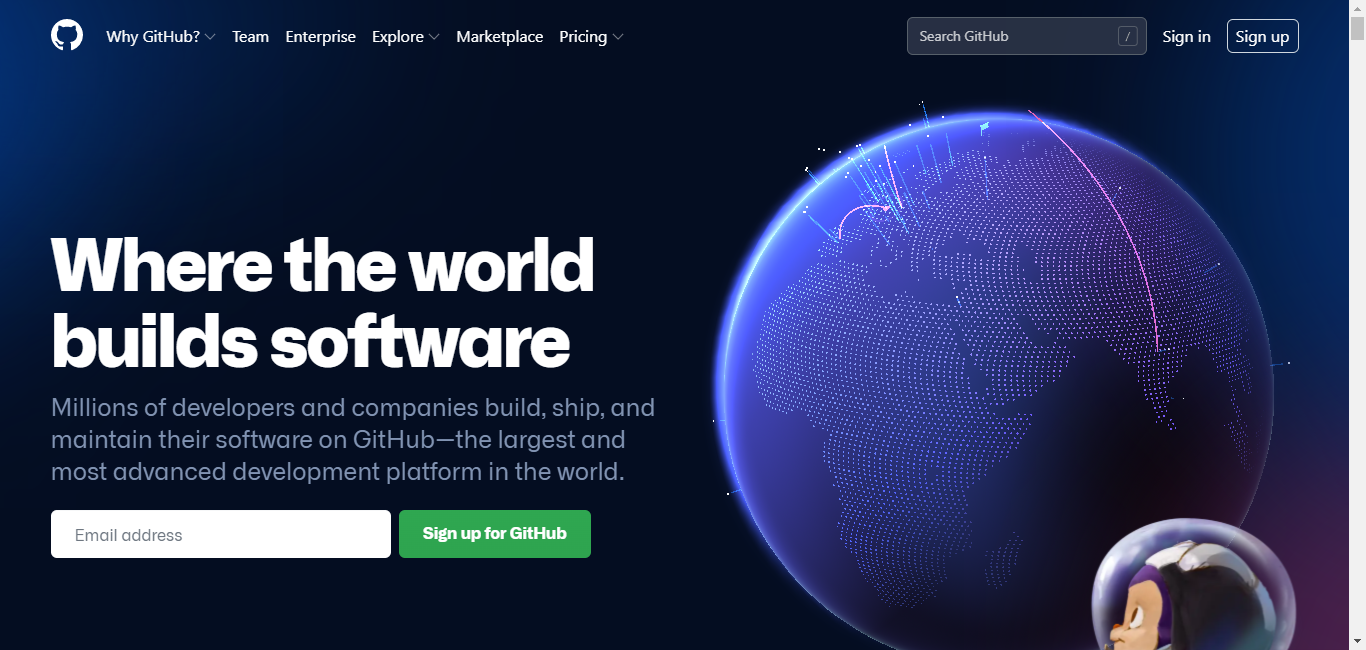 Why GitHub? Team Enterprise Explore Marketplace Pricing Search GitHub / Sign in Sign up
Where the world
builds software
Millions of developers and companies build, ship, and
maintain their software on GitHub—the largest and
most advanced development platform in the world.
Email address Sign up for GitHub